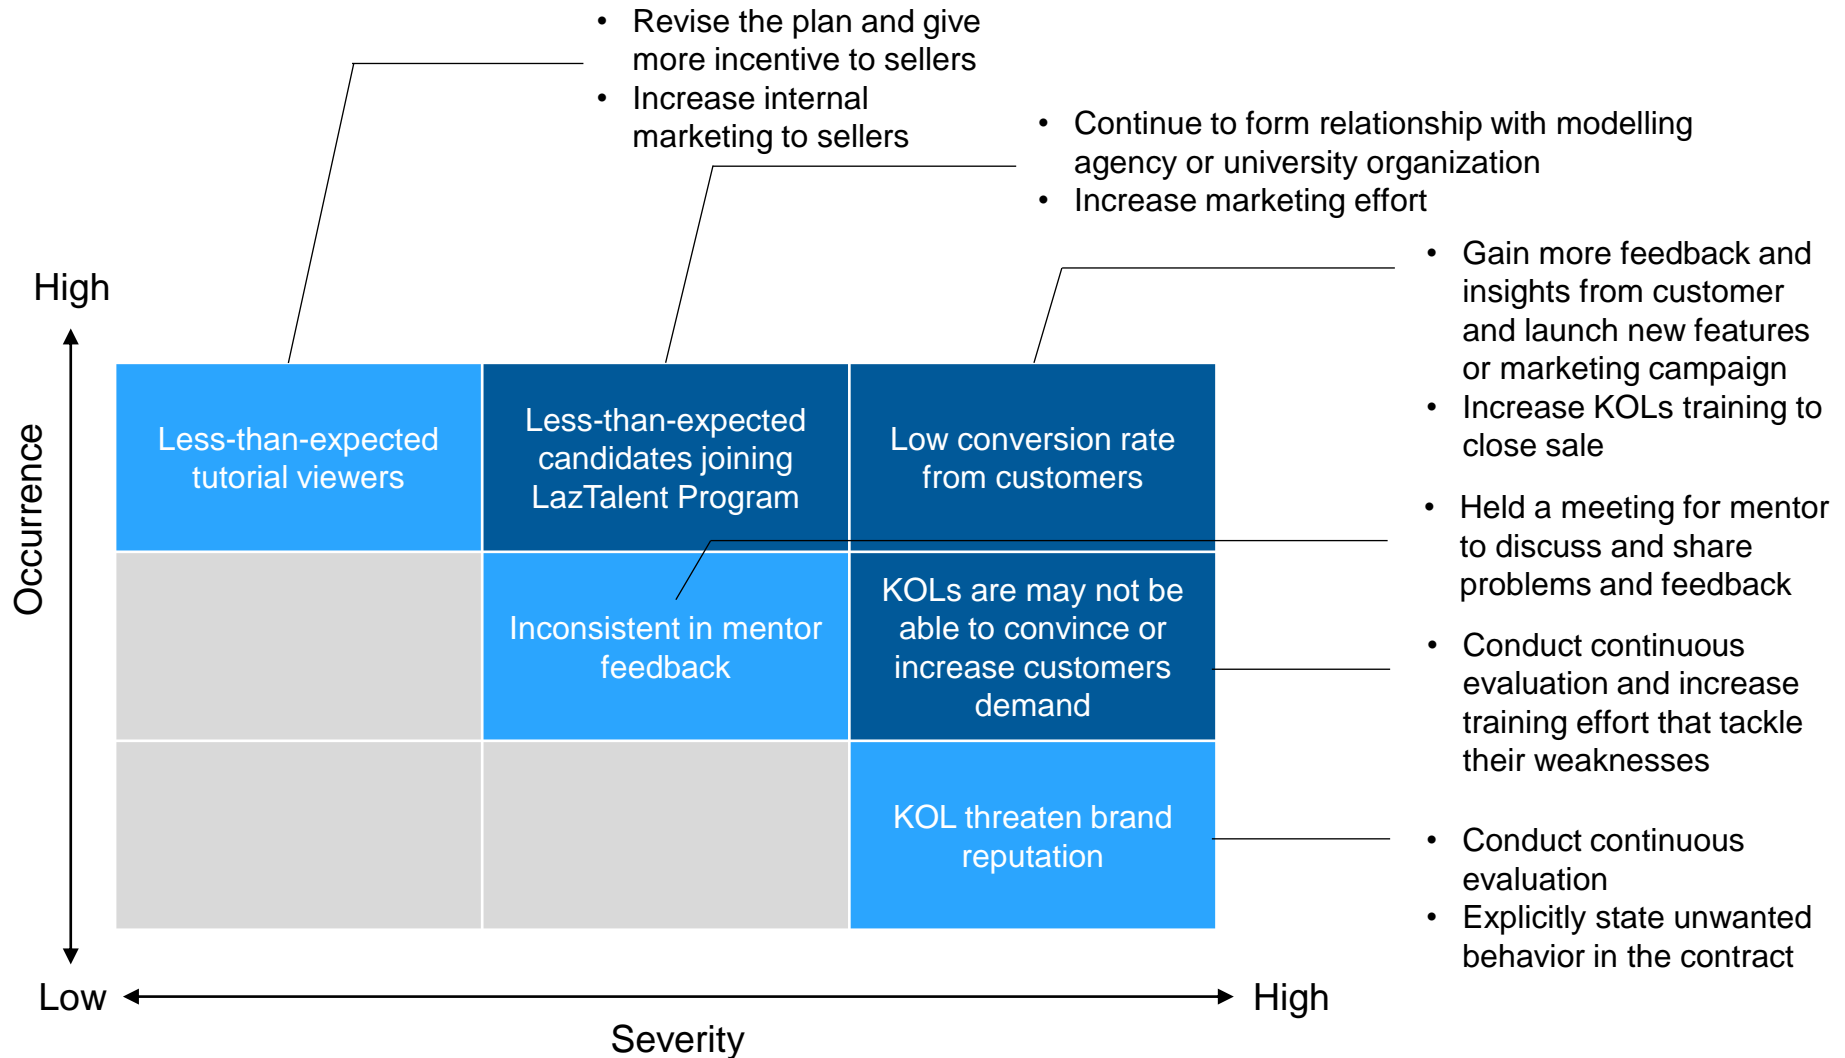 • Revise the plan and give
more incentive to sellers
• Increase internal
marketing to sellers
• Continue to form relationship with modelling
agency or university organization
• Increase marketing effort
• Gain more feedback and
insights from customer
and launch new features
or marketing campaign
• Increase KOLs training to
close sale
• Held a meeting for mentor
to discuss and share
problems and feedback
• Conduct continuous
evaluation and increase
training effort that tackle
their weaknesses
• Conduct continuous
evaluation
• Explicitly state unwanted
behavior in the contract
High
Occurrence
Low
Less-than-expected
tutorial viewers
Less-than-expected
candidates joining
LazTalent Program
Low conversion rate
from customers
Inconsistent in mentor
feedback
KOLs are may not be
able to convince or
increase customers
demand
KOL threaten brand
reputation
Severity
High